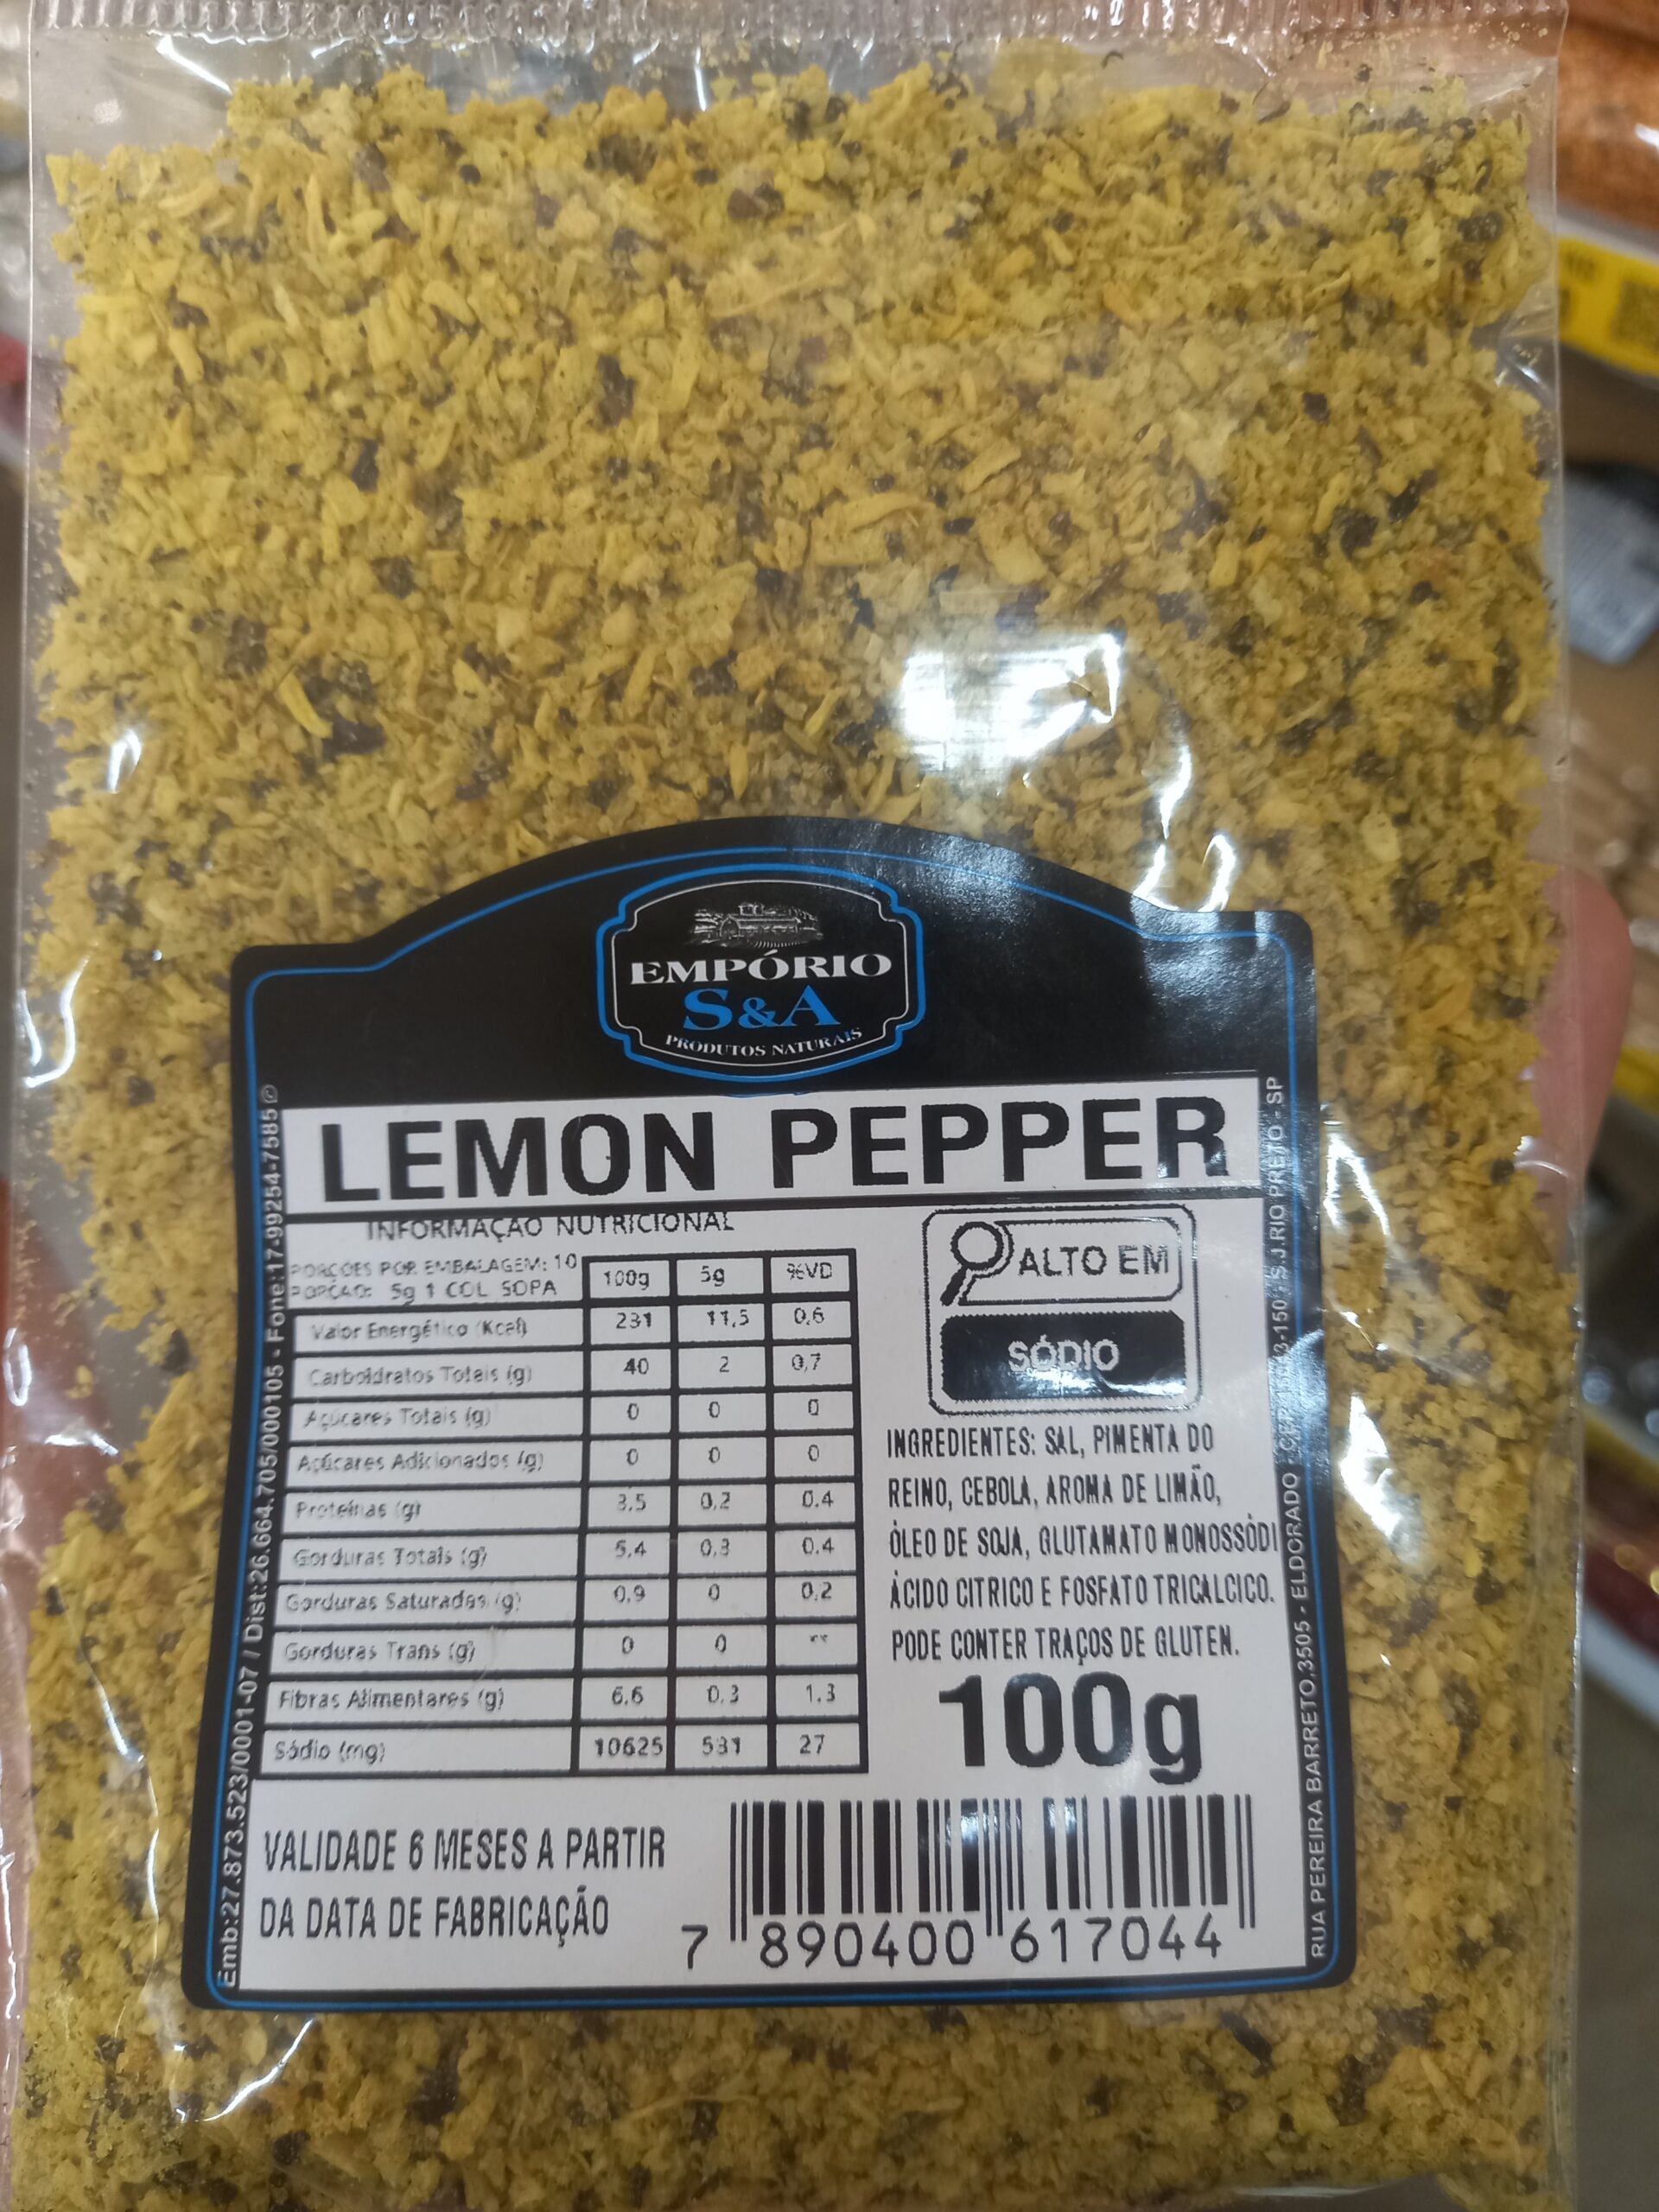 EMPÓRIO
S&A
PRODUTOS NATURAIS
LEMON PEPPER
INFORMAÇÃO NUTRICIONAL
PORÇOES POR EMBALAGEM: 10
PORCAO: 5g 1 COL SOPA
100g 5g %VD
Valor Energético (Kcal) 231 11,5 0,6
Carboidratos Totais (g) 40 2 0,7
Açúcares Totais (g) 0 0 0
Açúcares Adicionados (g) 0 0 0
Proteínas (g) 3.5 0.2 0.4
Gorduras Totais (g) 5.4 0,3 0.4
Gorduras Saturadas (g) 0,9 0 0,2
Gorduras Trans (g) 0 0 **
Fibras Alimentares (g) 6.6 0.3 1.3
Sódio (mg) 10625 531 27
ALTO EM
SÓDIO
INGREDIENTES: SAL, PIMENTA DO
REINO, CEBOLA, AROMA DE LIMÃO,
ÓLEO DE SOJA, GLUTAMATO MONOSSÓDI
ÁCIDO CITRICO E FOSFATO TRICALCICO.
PODE CONTER TRAÇOS DE GLUTEN.
100g
VALIDADE 6 MESES A PARTIR
DA DATA DE FABRICAÇÃO
7 890400 617044
Emb:27.873.523/0001-07 / Dist:26.664.705/000105 - Fone:17-99254-7585
RUA PEREIRA BARRETO,3505 - ELDORADO - S.J.RIO PRETO - SP